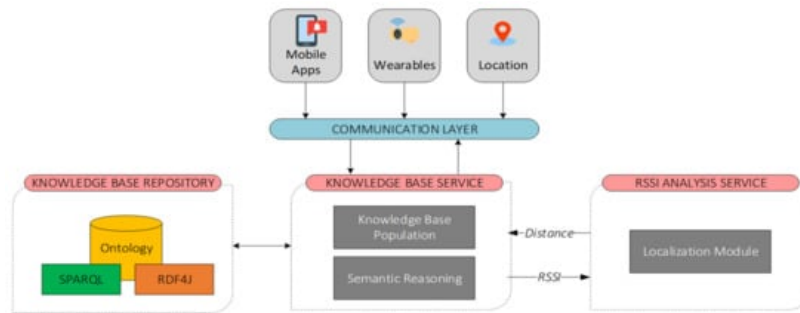 Mobile
Apps
Wearables
Location
COMMUNICATION LAYER
KNOWLEDGE BASE REPOSITORY
KNOWLEDGE BASE SERVICE
RSSI ANALYSIS SERVICE
Ontology
SPARQL
RDF4J
Knowledge Base
Population
Semantic Reasoning
Distance
RSSI
Localization Module